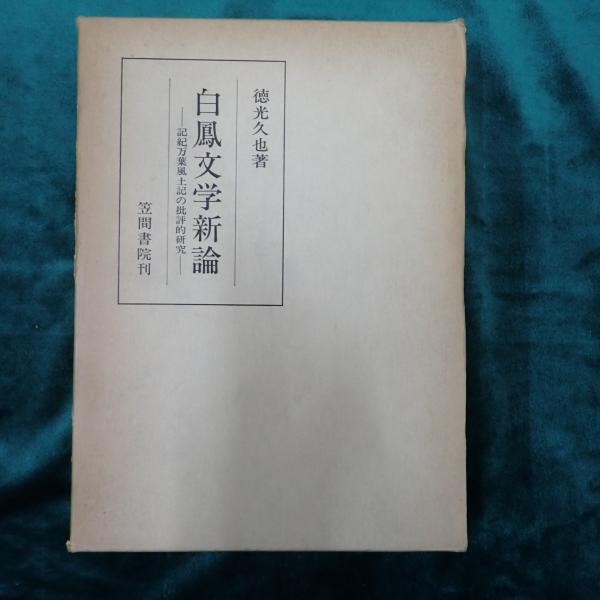 徳光久也著
白鳳文学新論
―記紀万葉風土記の批評的研究―
笠間書院刊